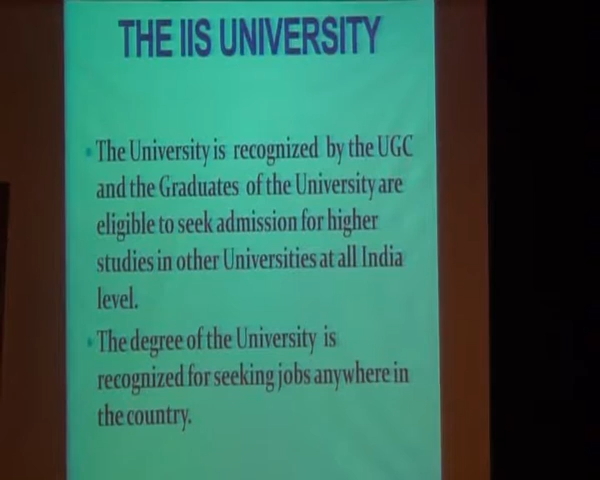 THE IIS UNIVERSITY
• The University is recognized by the UGC
and the Graduates of the University are
eligible to seek admission for higher
studies in other Universities at all India
level.
• The degree of the University is
recognized for seeking jobs anywhere in
the country.